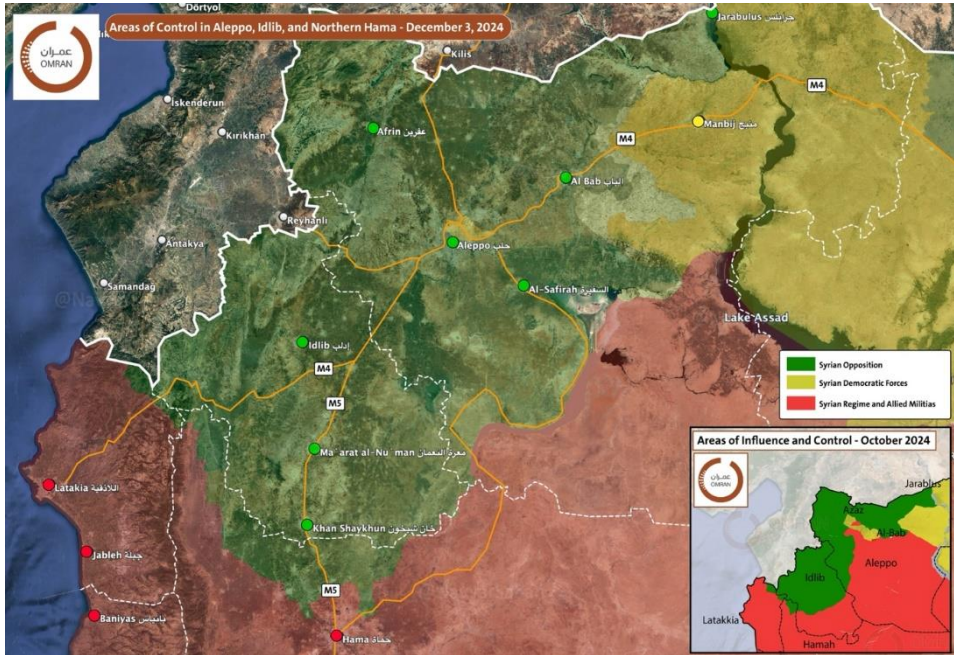 Dörtyol
Areas of Control in Aleppo, Idlib, and Northern Hama - December 3, 2024
عمران
OMRAN
Jarabulus جرابلس
Kilis
M4
İskenderun
Kırıkhan
Afrin عفرين
Manbij منبج
M4
Al Bab الباب
Reyhanlı
Antakya
Aleppo حلب
Samandağ
Al-Safirah السفيرة
Lake Assad
Idlib إدلب
M4
M5
Syrian Opposition
Syrian Democratic Forces
Syrian Regime and Allied Militias
Ma`arat al-Nu`man معرة النعمان
Latakia اللاذقية
Khan Shaykhun خان شيخون
Jableh جبلة
M5
Baniyas بانياس
Hama حماة
Areas of Influence and Control - October 2024
عمران
OMRAN
Jarablus
Azaz
Al-Bab
Aleppo
Idlib
Latakkia
Hamah